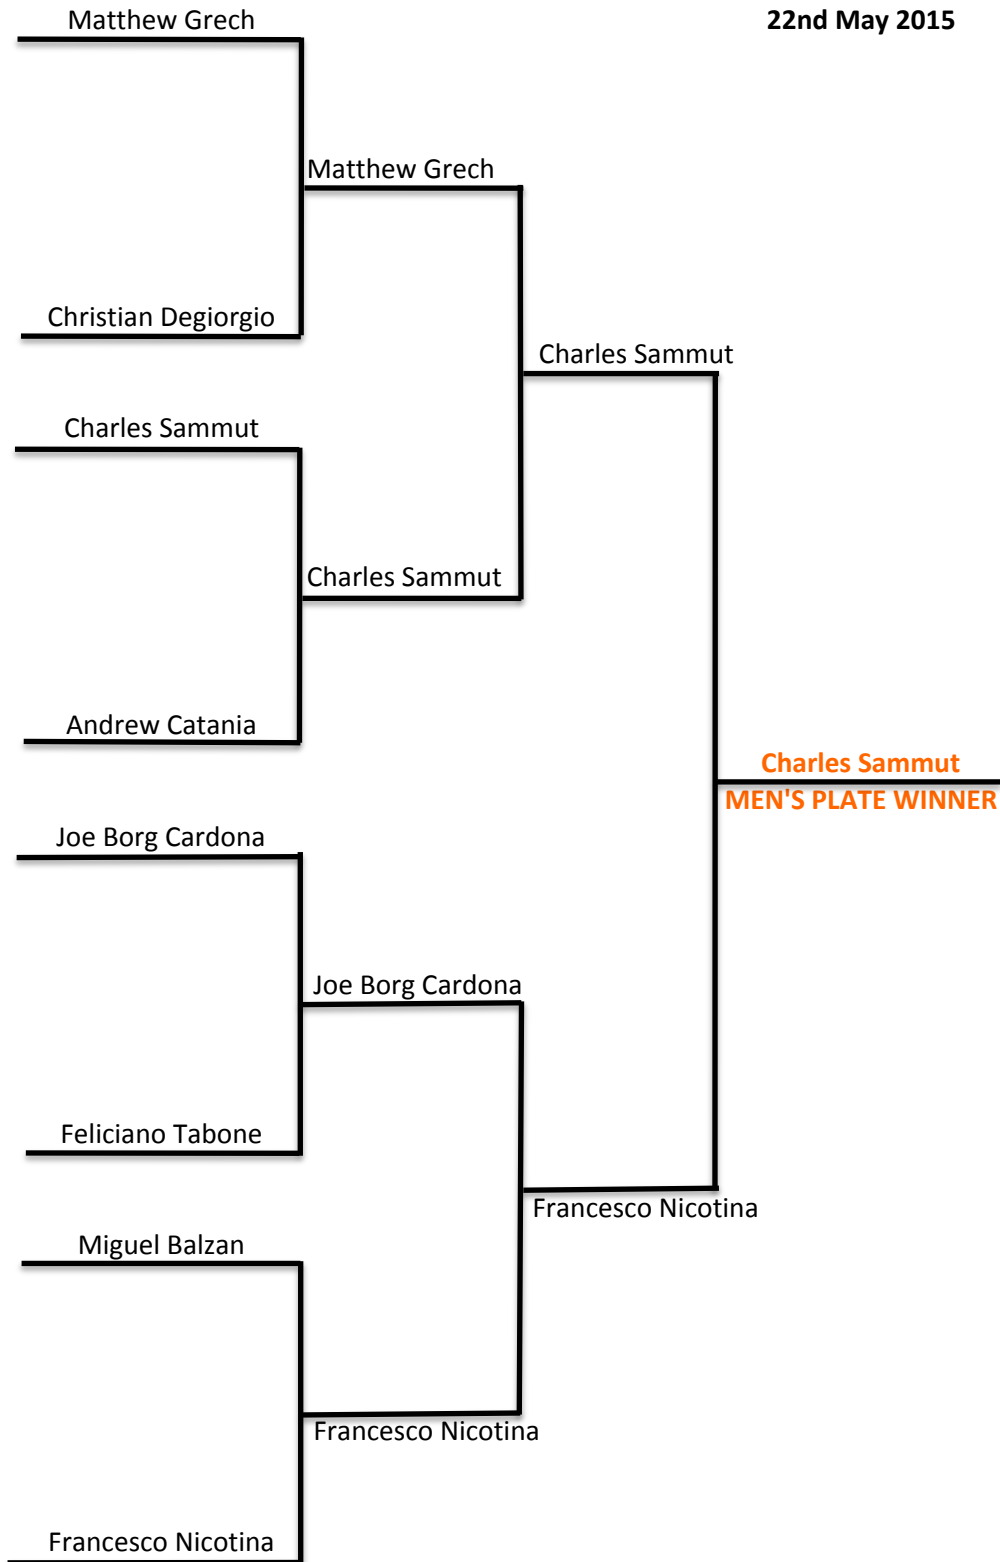 Matthew Grech
22nd May 2015
Matthew Grech
Christian Degiorgio
Charles Sammut
Charles Sammut
Charles Sammut
Andrew Catania
Charles Sammut
MEN'S PLATE WINNER
Joe Borg Cardona
Joe Borg Cardona
Feliciano Tabone
Francesco Nicotina
Miguel Balzan
Francesco Nicotina
Francesco Nicotina